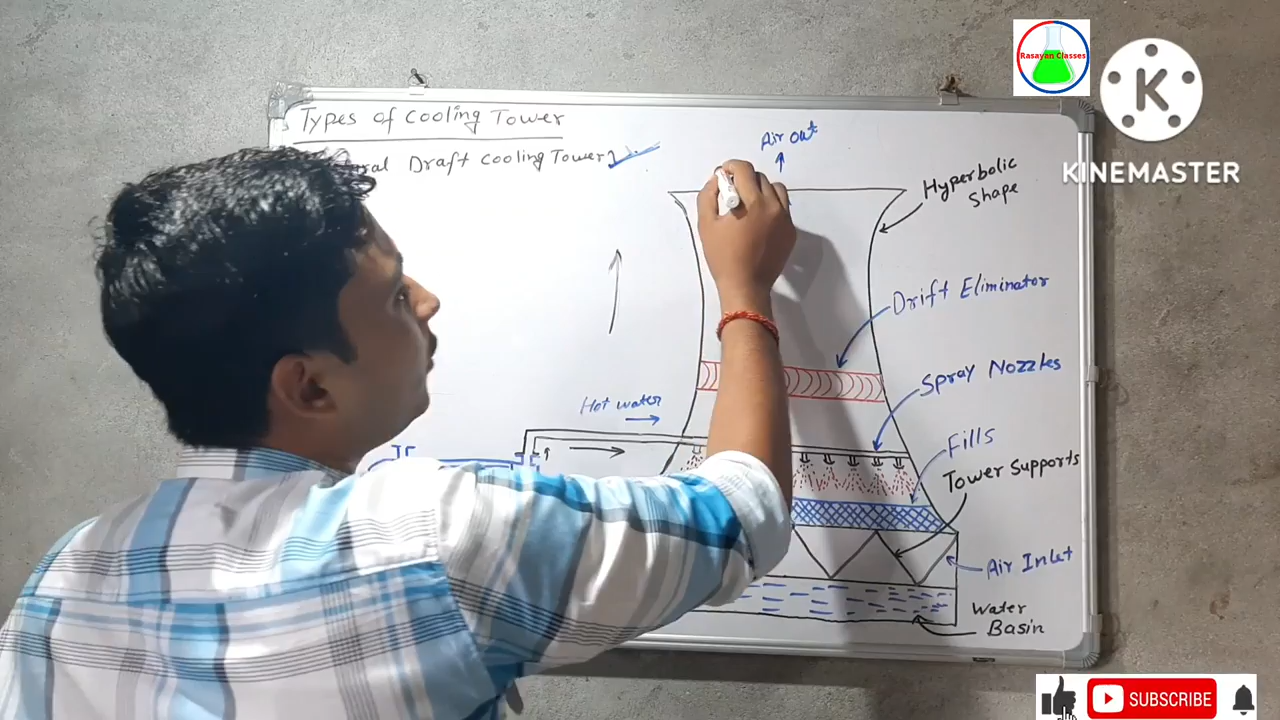 Rasayan Classes
K
KINEMASTER
Types of Cooling Tower
Draft Cooling Tower
Air out
Hyperbolic
Shape
Drift Eliminator
Spray Nozzles
Hot water
Fills
Tower Supports
Air Inlet
Water
Basin
SUBSCRIBE